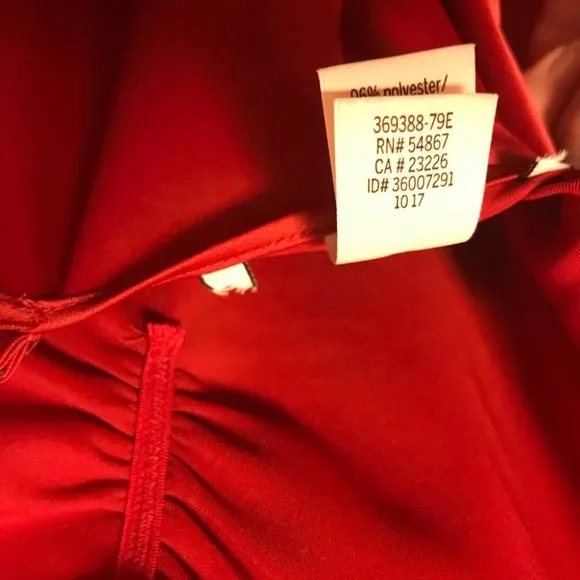 96% polyester/
369388-79E
RN# 54867
CA # 23226
ID# 36007291
10 17